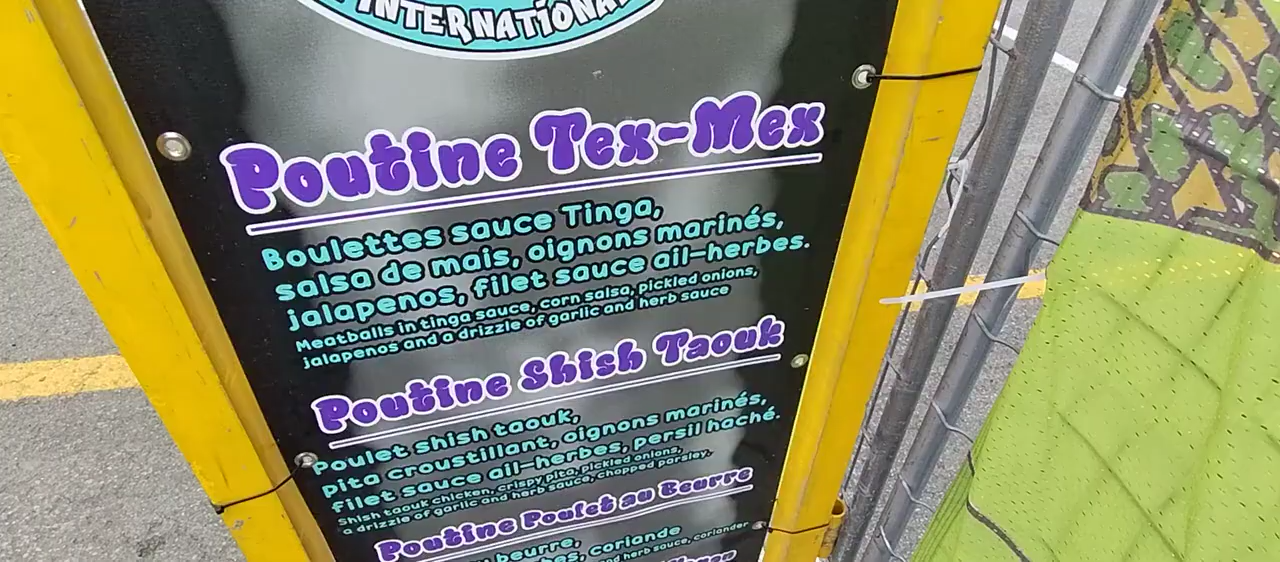 INTERNATIONAL
Poutine Tex-Mex
Boulettes sauce Tinga,
salsa de mais, oignons marinés,
jalapenos, filet sauce ail-herbes.
Meatballs in tinga sauce, corn salsa, pickled onions,
jalapenos and a drizzle of garlic and herb sauce
Poutine Shish Taouk
Poulet shish taouk,
pita croustillant, oignons marinés,
filet sauce ail-herbes, persil haché.
Shish taouk chicken, crispy pita, pickled onions,
a drizzle of garlic and herb sauce, chopped parsley.
Poutine Poulet au Beurre
beurre,
coriande
and herb sauce, coriander